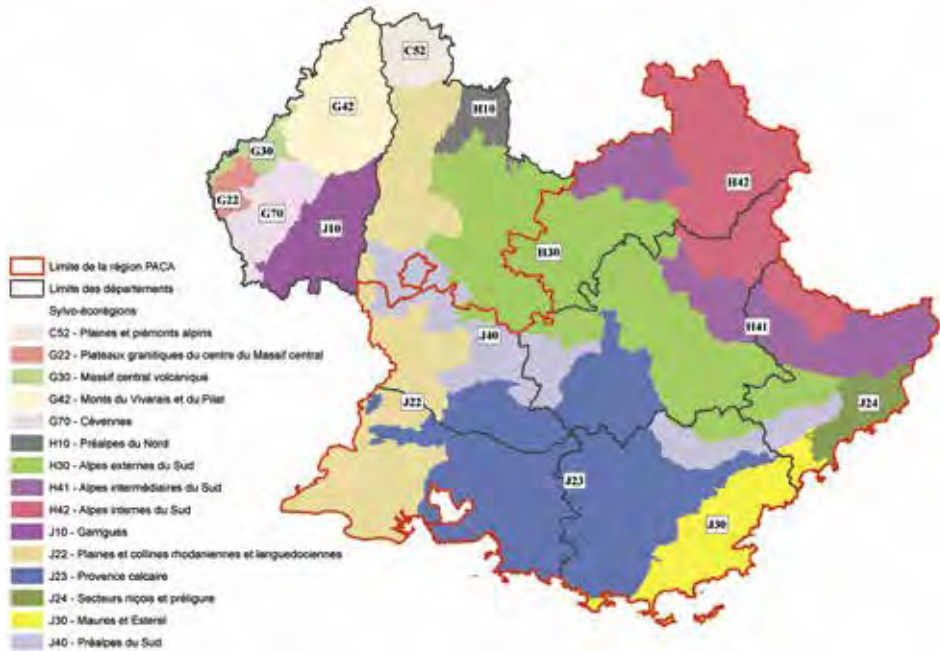 C52
G42
H10
G30
H42
G22
G70
J10
H30
Limite de la région PACA
Limite des départements
Sylvo-écorégions
C52 - Plaines et piémonts alpins
G22 - Plateaux granitiques du centre du Massif central
G30 - Massif central volcanique
G42 - Monts du Vivarais et du Pilat
G70 - Cévennes
H10 - Préalpes du Nord
H30 - Alpes externes du Sud
H41 - Alpes intermédiaires du Sud
H42 - Alpes internes du Sud
J10 - Garrigues
J22 - Plaines et collines rhodaniennes et languedociennes
J23 - Provence calcaire
J24 - Secteurs niçois et préligure
J30 - Maures et Esterel
J40 - Préalpes du Sud
H41
J40
J22
J24
J23
J30